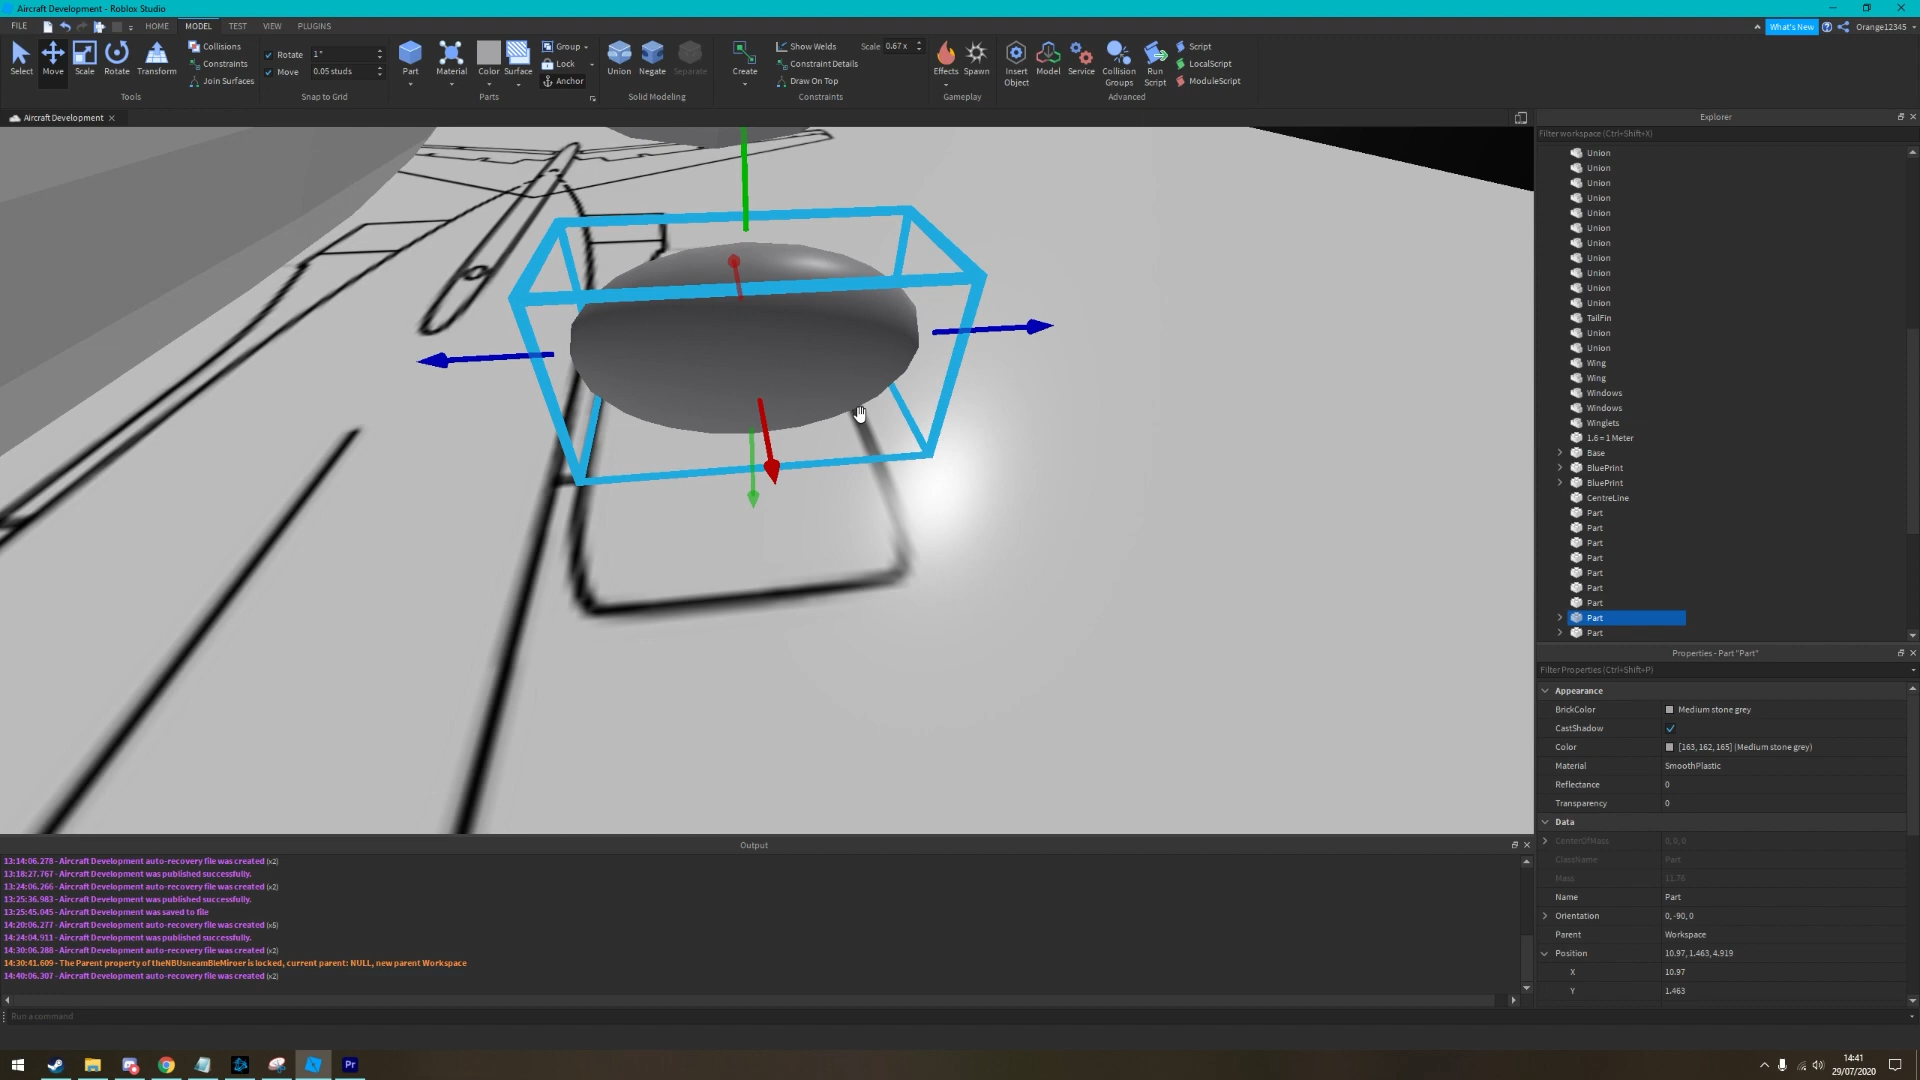 Aircraft Development - Roblox Studio
FILE HOME MODEL TEST VIEW PLUGINS What's New Orange12345
Select Move Scale Rotate Transform
Collisions
Constraints
Join Surfaces
Tools
Rotate 1°
Move 0.05 studs
Snap to Grid
Part Material Color Surface
Group
Lock
Anchor
Parts
Union Negate Separate
Solid Modeling
Create
Show Welds Scale 0.67 x
Constraint Details
Draw On Top
Constraints
Effects Spawn
Gameplay
Insert Object
Model
Service
Collision Groups
Run Script
Script
LocalScript
ModuleScript
Advanced
Aircraft Development
Explorer
Filter workspace (Ctrl+Shift+X)
Union
Union
Union
Union
Union
Union
Union
Union
Union
Union
Union
TailFin
Union
Union
Wing
Wing
Windows
Windows
Winglets
1.6 = 1 Meter
Base
BluePrint
BluePrint
CentreLine
Part
Part
Part
Part
Part
Part
Part
Part
Part
Properties - Part "Part"
Filter Properties (Ctrl+Shift+P)
Appearance
BrickColor Medium stone grey
CastShadow
Color [163, 162, 165] (Medium stone grey)
Material SmoothPlastic
Reflectance 0
Transparency 0
Data
CenterOfMass 0, 0, 0
ClassName Part
Mass 11.78
Name Part
Orientation 0, -90, 0
Parent Workspace
Position 10.97, 1.463, 4.919
X 10.97
Y 1.463
Output
13:14:06.278 - Aircraft Development auto-recovery file was created (x2)
13:18:27.767 - Aircraft Development was published successfully.
13:24:06.266 - Aircraft Development auto-recovery file was created (x2)
13:25:36.983 - Aircraft Development was published successfully.
13:25:45.045 - Aircraft Development was saved to file
14:20:06.277 - Aircraft Development auto-recovery file was created (x5)
14:24:04.911 - Aircraft Development was published successfully.
14:30:06.288 - Aircraft Development auto-recovery file was created (x2)
14:30:41.609 - The Parent property of theNBUsneamBleMiroer is locked, current parent: NULL, new parent Workspace
14:40:06.307 - Aircraft Development auto-recovery file was created (x2)
Run a command
Pr
14:41
29/07/2020